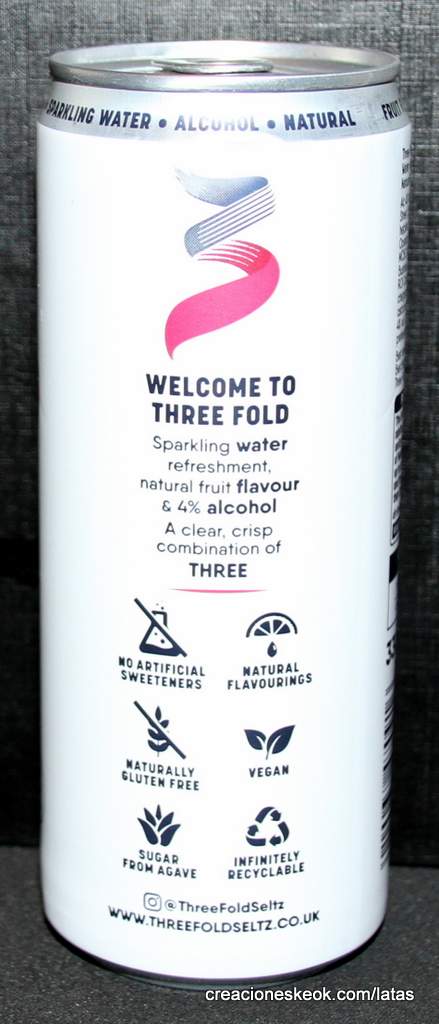 SPARKLING WATER • ALCOHOL • NATURAL FRUIT
WELCOME TO
THREE FOLD
Sparkling water
refreshment,
natural fruit flavour
& 4% alcohol
A clear, crisp
combination of
THREE
NO ARTIFICIAL
SWEETENERS
NATURAL
FLAVOURINGS
NATURALLY
GLUTEN FREE
VEGAN
SUGAR
FROM AGAVE
INFINITELY
RECYCLABLE
@ThreeFoldSeltz
WWW.THREEFOLDSELTZ.CO.UK
creacioneskeok.com/latas